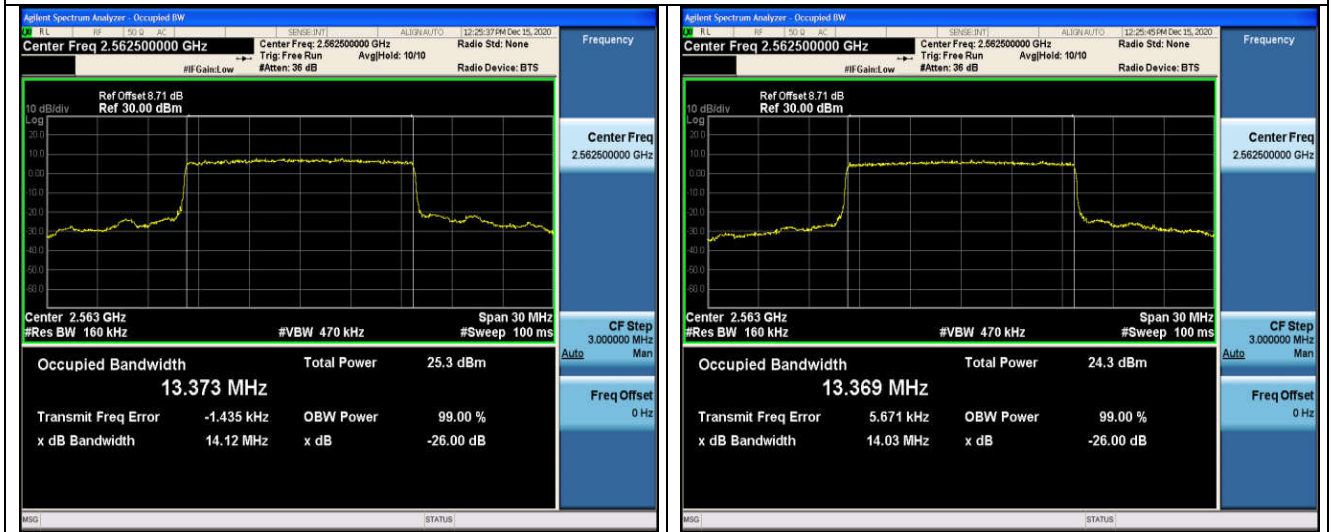 Agilent Spectrum Analyzer - Occupied BW
RL RF 50 Ω AC SENSE:INT ALIGNAUTO 12:25:37 PM Dec 15, 2020
Center Freq 2.562500000 GHz
Center Freq: 2.562500000 GHz
Radio Std: None
Trig: Free Run Avg|Hold: 10/10
#IFGain:Low #Atten: 36 dB Radio Device: BTS
Frequency
Ref Offset 8.71 dB
10 dB/div Ref 30.00 dBm
Log
20.0
10.0
0.00
-10.0
-20.0
-30.0
-40.0
-50.0
-60.0
Center Freq
2.562500000 GHz
Center 2.563 GHz Span 30 MHz
#Res BW 160 kHz #VBW 470 kHz #Sweep 100 ms
CF Step
3.000000 MHz
Auto Man
Occupied Bandwidth Total Power 25.3 dBm
13.373 MHz
Transmit Freq Error -1.435 kHz OBW Power 99.00 %
x dB Bandwidth 14.12 MHz x dB -26.00 dB
Freq Offset
0 Hz
MSG STATUS
Agilent Spectrum Analyzer - Occupied BW
RL RF 50 Ω AC SENSE:INT ALIGNAUTO 12:25:45 PM Dec 15, 2020
Center Freq 2.562500000 GHz
Center Freq: 2.562500000 GHz
Radio Std: None
Trig: Free Run Avg|Hold: 10/10
#IFGain:Low #Atten: 36 dB Radio Device: BTS
Frequency
Ref Offset 8.71 dB
10 dB/div Ref 30.00 dBm
Log
20.0
10.0
0.00
-10.0
-20.0
-30.0
-40.0
-50.0
-60.0
Center Freq
2.562500000 GHz
Center 2.563 GHz Span 30 MHz
#Res BW 160 kHz #VBW 470 kHz #Sweep 100 ms
CF Step
3.000000 MHz
Auto Man
Occupied Bandwidth Total Power 24.3 dBm
13.369 MHz
Transmit Freq Error 5.671 kHz OBW Power 99.00 %
x dB Bandwidth 14.03 MHz x dB -26.00 dB
Freq Offset
0 Hz
MSG STATUS